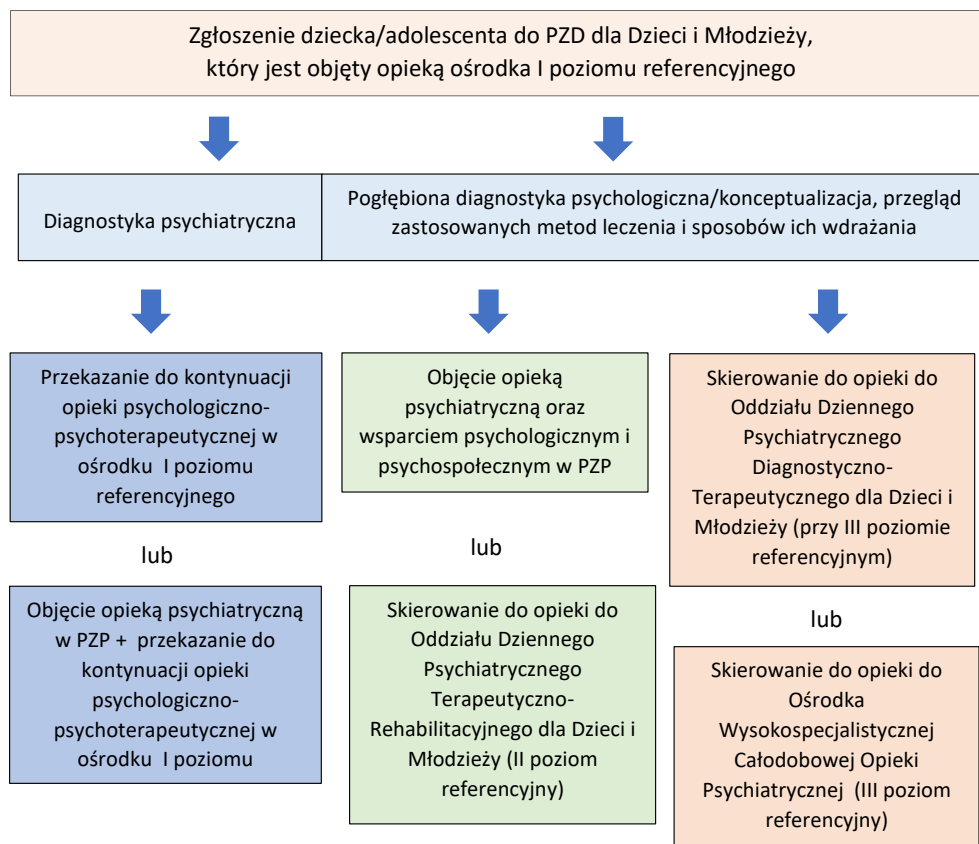 Zgłoszenie dziecka/adolescenta do PZD dla Dzieci i Młodzieży,
który jest objęty opieką ośrodka I poziomu referencyjnego
Diagnostyka psychiatryczna
Pogłębiona diagnostyka psychologiczna/konceptualizacja, przegląd
zastosowanych metod leczenia i sposobów ich wdrażania
Przekazanie do kontynuacji
opieki psychologiczno-
psychoterapeutycznej w
ośrodku I poziomu
referencyjnego
lub
Objęcie opieką psychiatryczną
w PZP + przekazanie do
kontynuacji opieki
psychologiczno-
psychoterapeutycznej w
ośrodku I poziomu
Objęcie opieką
psychiatryczną oraz
wsparciem psychologicznym i
psychospołecznym w PZP
lub
Skierowanie do opieki do
Oddziału Dziennego
Psychiatrycznego
Terapeutyczno-
Rehabilitacyjnego dla Dzieci i
Młodzieży (II poziom
referencyjny)
Skierowanie do opieki do
Oddziału Dziennego
Psychiatrycznego
Diagnostyczno-
Terapeutycznego dla Dzieci i
Młodzieży (przy III poziomie
referencyjnym)
lub
Skierowanie do opieki do
Ośrodka
Wysokospecjalistycznej
Całodobowej Opieki
Psychiatrycznej (III poziom
referencyjny)